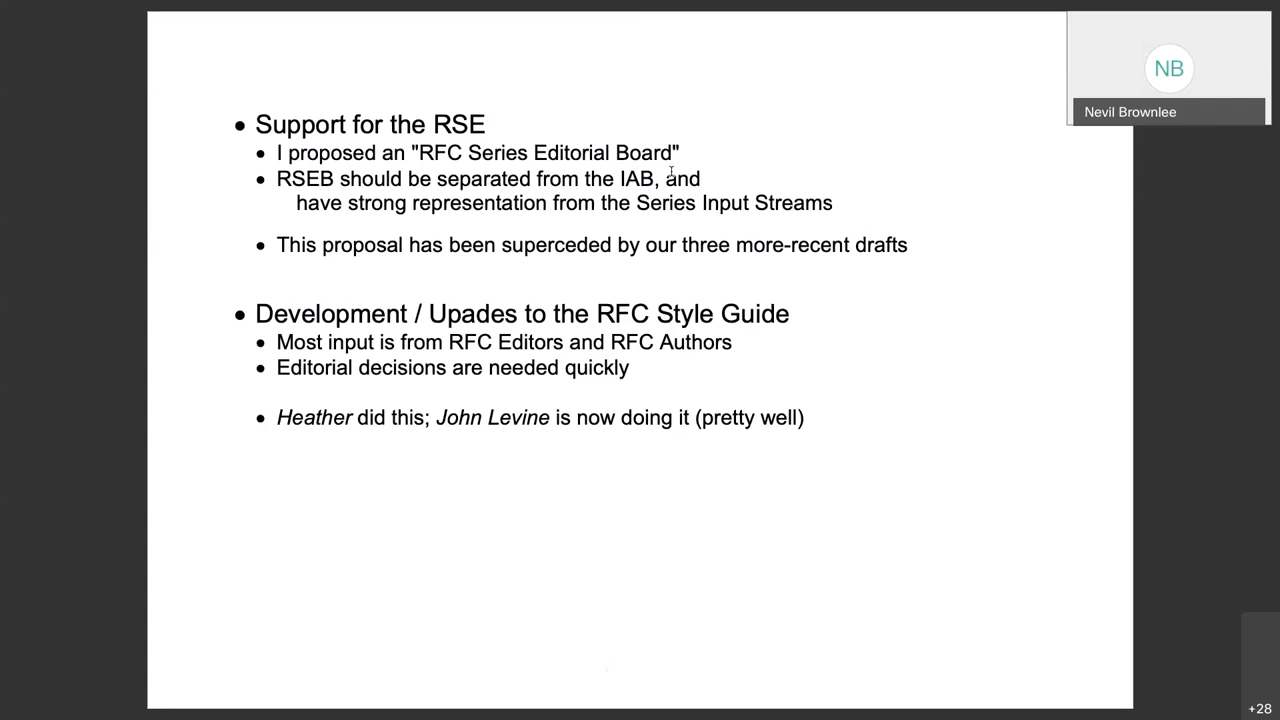 NB
Nevil Brownlee
• Support for the RSE
• I proposed an "RFC Series Editorial Board"
• RSEB should be separated from the IAB, and
have strong representation from the Series Input Streams
• This proposal has been superceded by our three more-recent drafts
• Development / Upades to the RFC Style Guide
• Most input is from RFC Editors and RFC Authors
• Editorial decisions are needed quickly
• Heather did this; John Levine is now doing it (pretty well)
+28